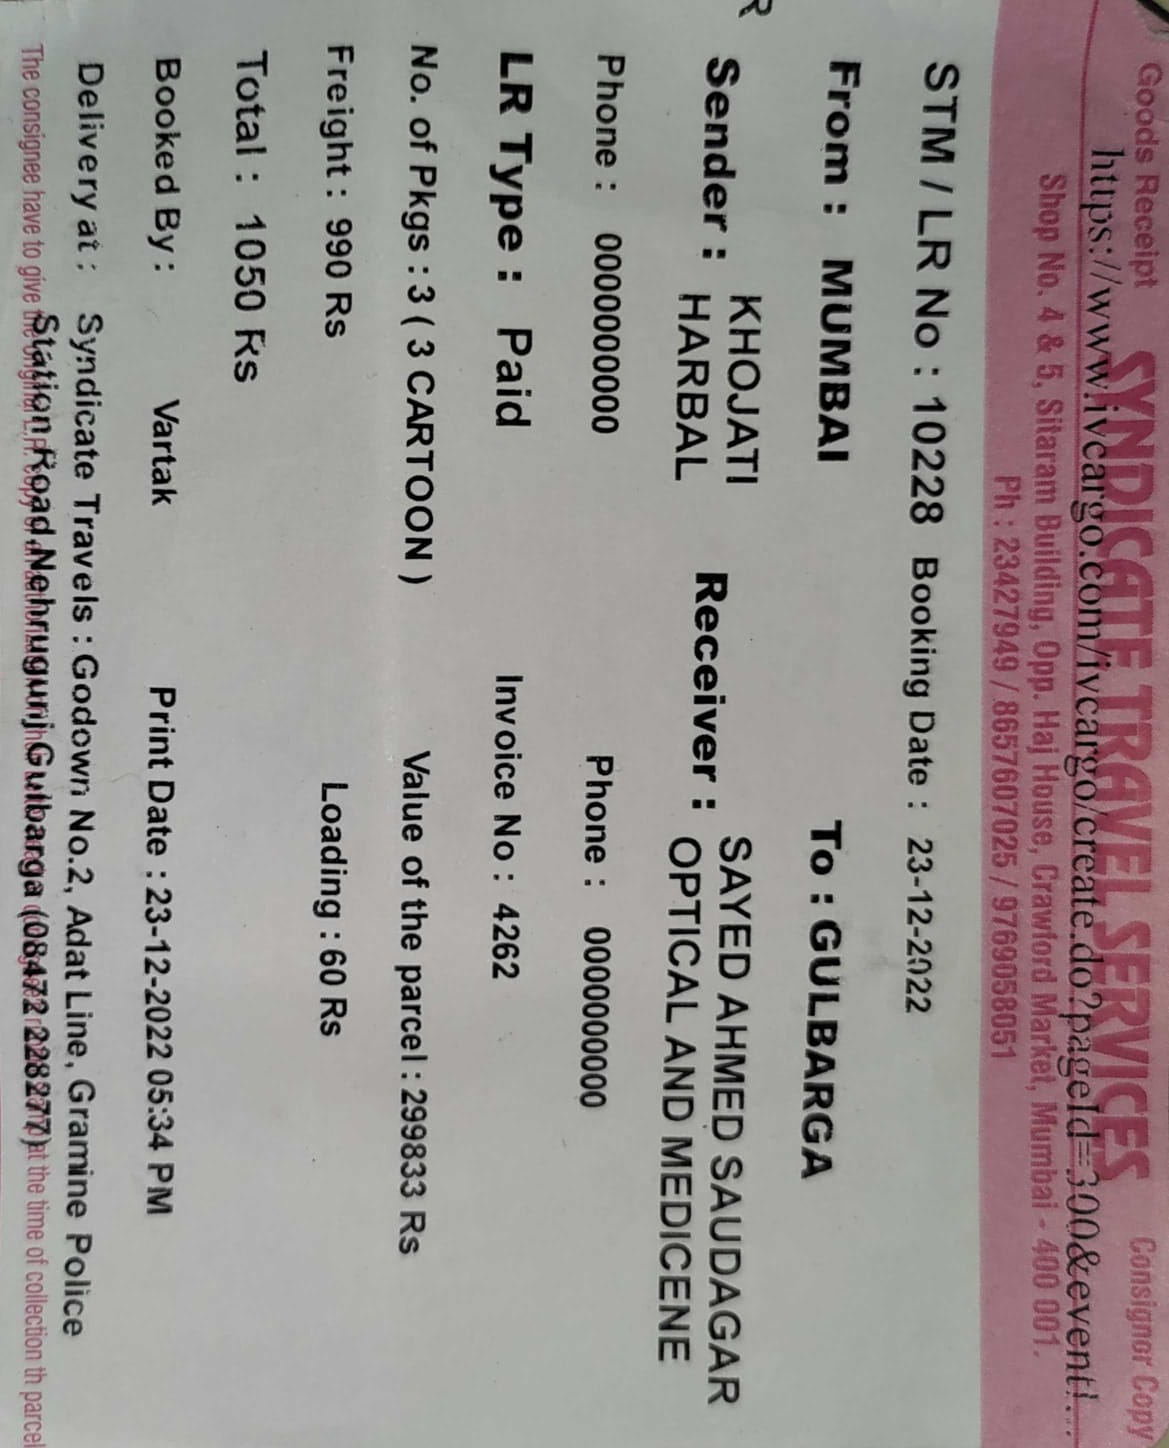 Goods Receipt SYNDICATE TRAVEL SERVICES Consignor Copy
https://www.ivcargo.com/ivcargo/create.do?pageId=300&event!...
Shop No. 4 & 5, Sitaram Building, Opp. Haj House, Crawford Market, Mumbai - 400 001.
Ph : 23427949 / 8657607025 / 9769058051
STM / LR No : 10228 Booking Date : 23-12-2022
From : MUMBAI To : GULBARGA
R
Sender : KHOJATI Receiver : SAYED AHMED SAUDAGAR
HARBAL OPTICAL AND MEDICENE
Phone : 0000000000 Phone : 0000000000
LR Type : Paid Invoice No : 4262
No. of Pkgs : 3 ( 3 CARTOON ) Value of the parcel : 299833 Rs
Freight : 990 Rs Loading : 60 Rs
Total : 1050 Rs
Booked By : Vartak Print Date : 23-12-2022 05:34 PM
Delivery at : Syndicate Travels : Godown No.2, Adat Line, Gramine Police
Station Road,Nehrugunj Gulbarga (08472 228277)
The consignee have to give the original L.R. copy at the time of collection th parcel